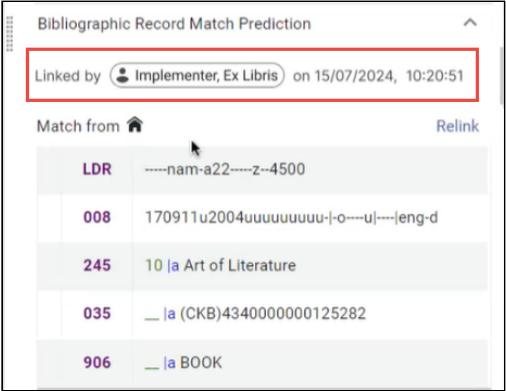 Bibliographic Record Match Prediction
Linked by Implementer, Ex Libris on 15/07/2024, 10:20:51
Match from Relink
LDR -----nam-a22-----z--4500
008 170911u2004uuuuuuuuu-|-o----u|----|eng-d
245 10 |a Art of Literature
035 __ |a (CKB)4340000000125282
906 __ |a BOOK